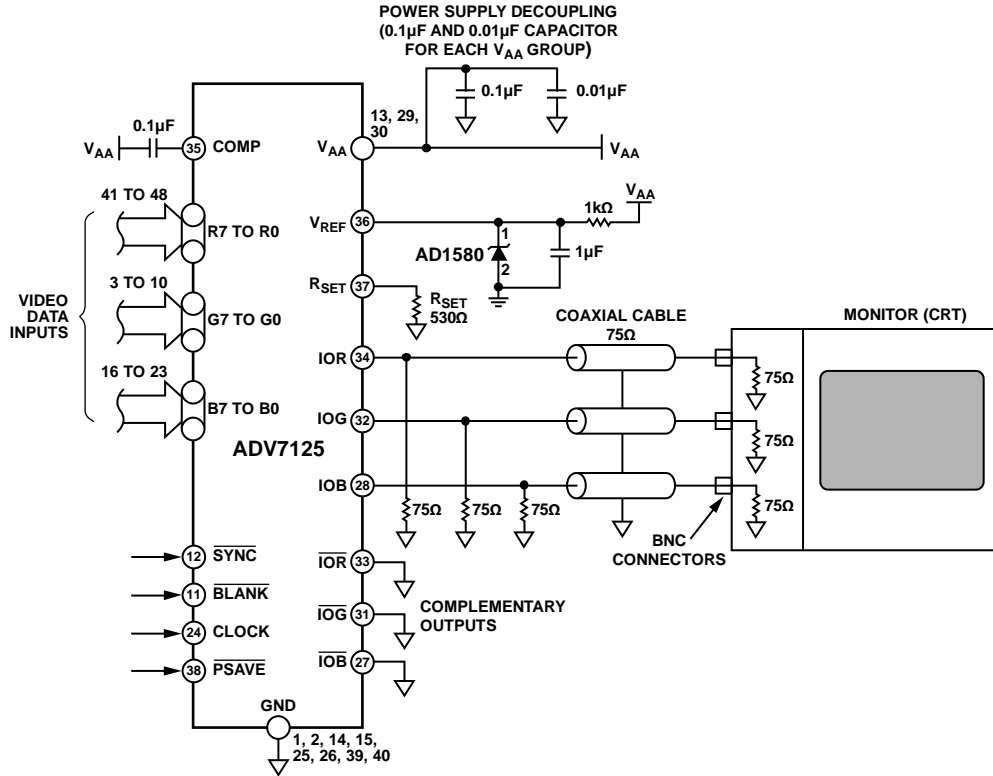 POWER SUPPLY DECOUPLING
(0.1µF AND 0.01µF CAPACITOR
FOR EACH VAA GROUP)
0.1µF
0.01µF
13, 29,
30
VAA
VAA
0.1µF
VAA
35
COMP
41 TO 48
R7 TO R0
3 TO 10
G7 TO G0
16 TO 23
B7 TO B0
VIDEO
DATA
INPUTS
ADV7125
VREF
36
1kΩ
VAA
1
AD1580
2
1µF
RSET
37
RSET
530Ω
COAXIAL CABLE
75Ω
MONITOR (CRT)
IOR
34
75Ω
IOG
32
75Ω
IOB
28
75Ω
75Ω
75Ω
75Ω
BNC
CONNECTORS
12
SYNC
11
BLANK
24
CLOCK
38
PSAVE
IOR
33
IOG
31
IOB
27
COMPLEMENTARY
OUTPUTS
GND
1, 2, 14, 15,
25, 26, 39, 40